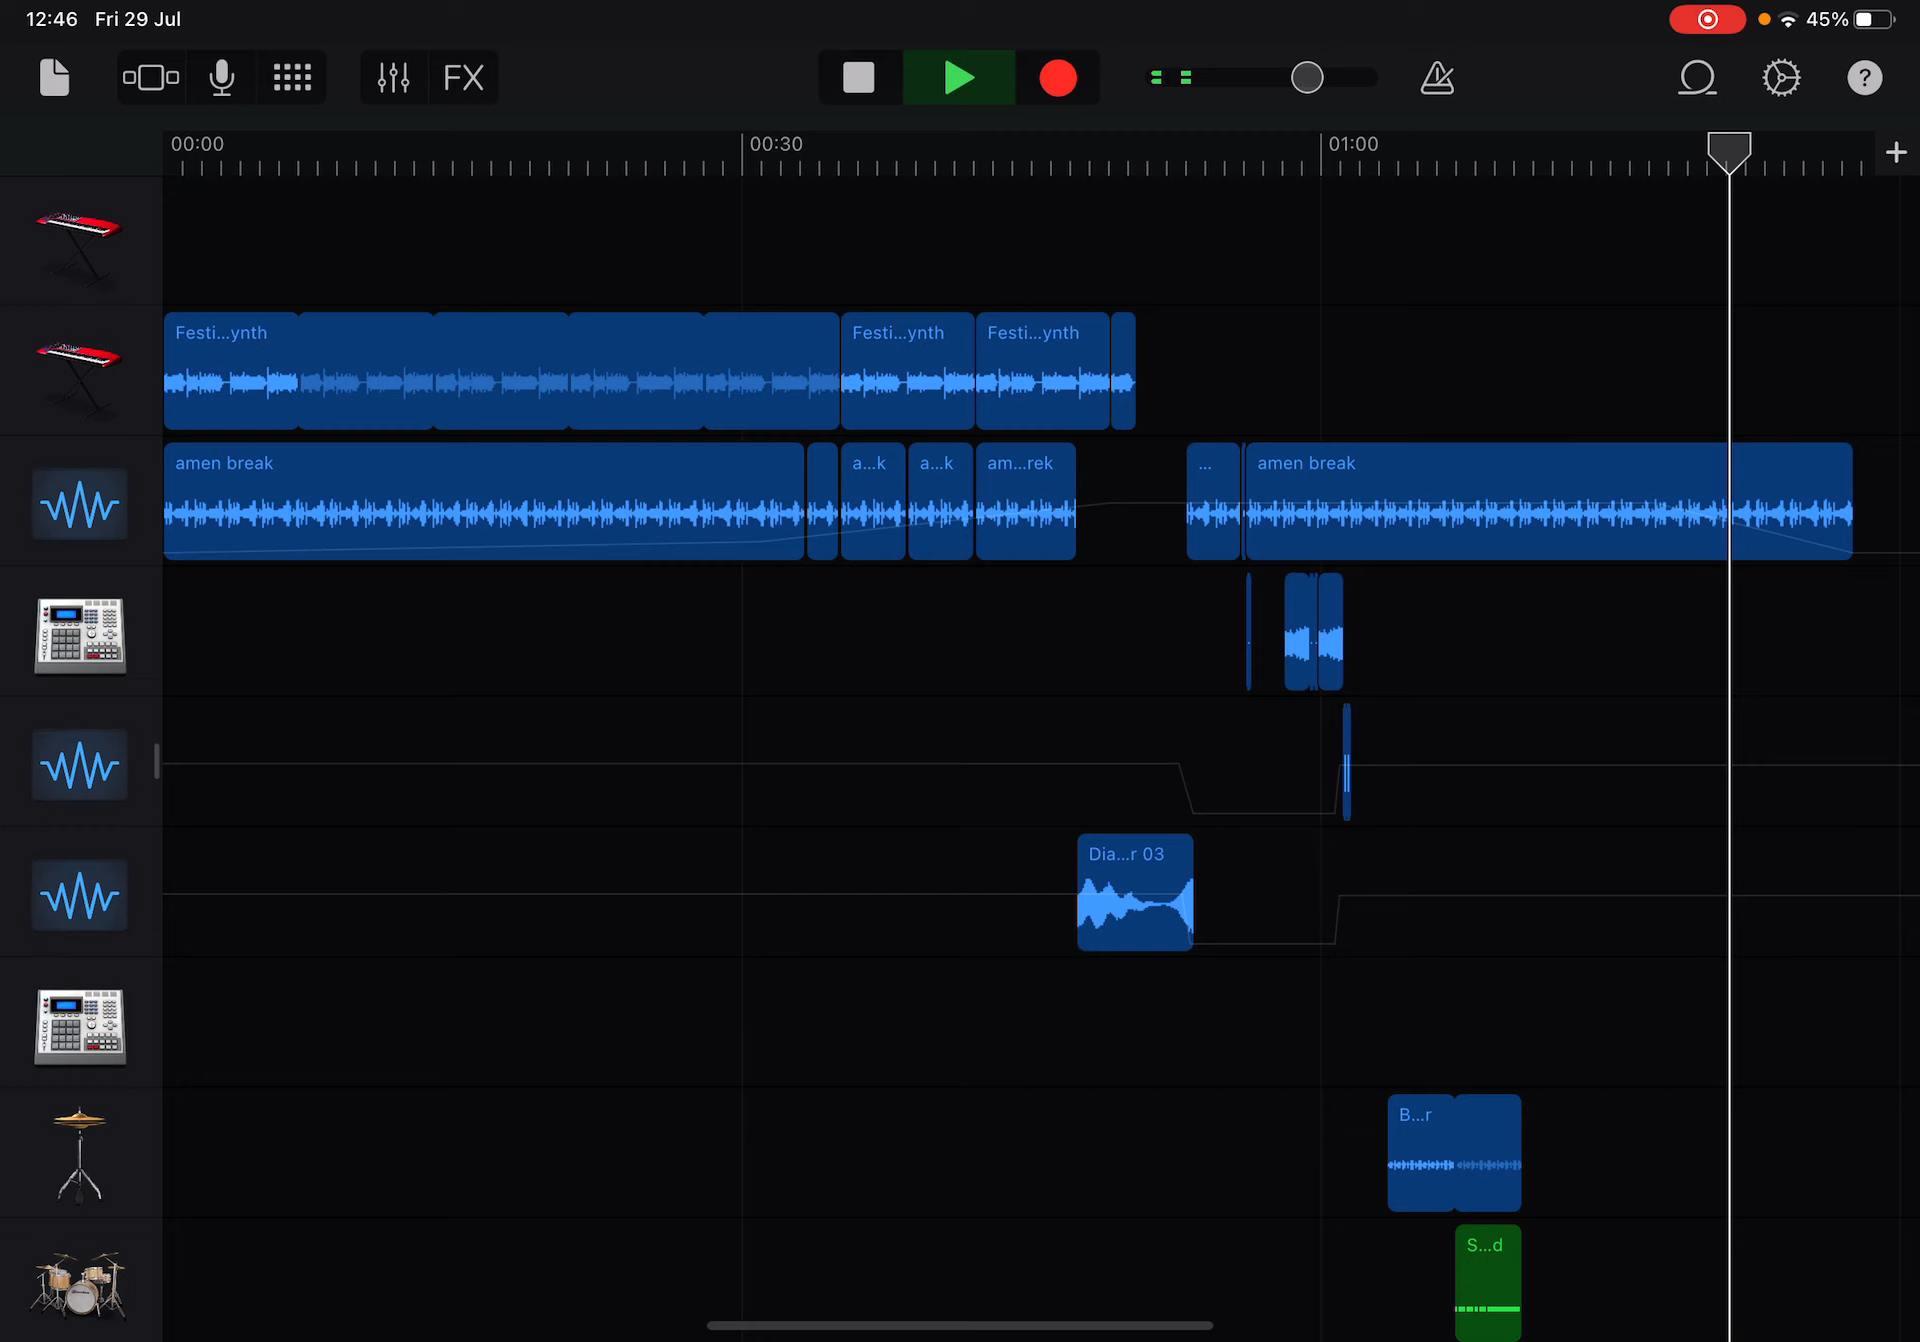 12:46 Fri 29 Jul
45%
FX
?
00:00 00:30 01:00
+
Festi...ynth Festi...ynth Festi...ynth
amen break a...k a...k am...rek ... amen break
Dia...r 03
B...r
S...d